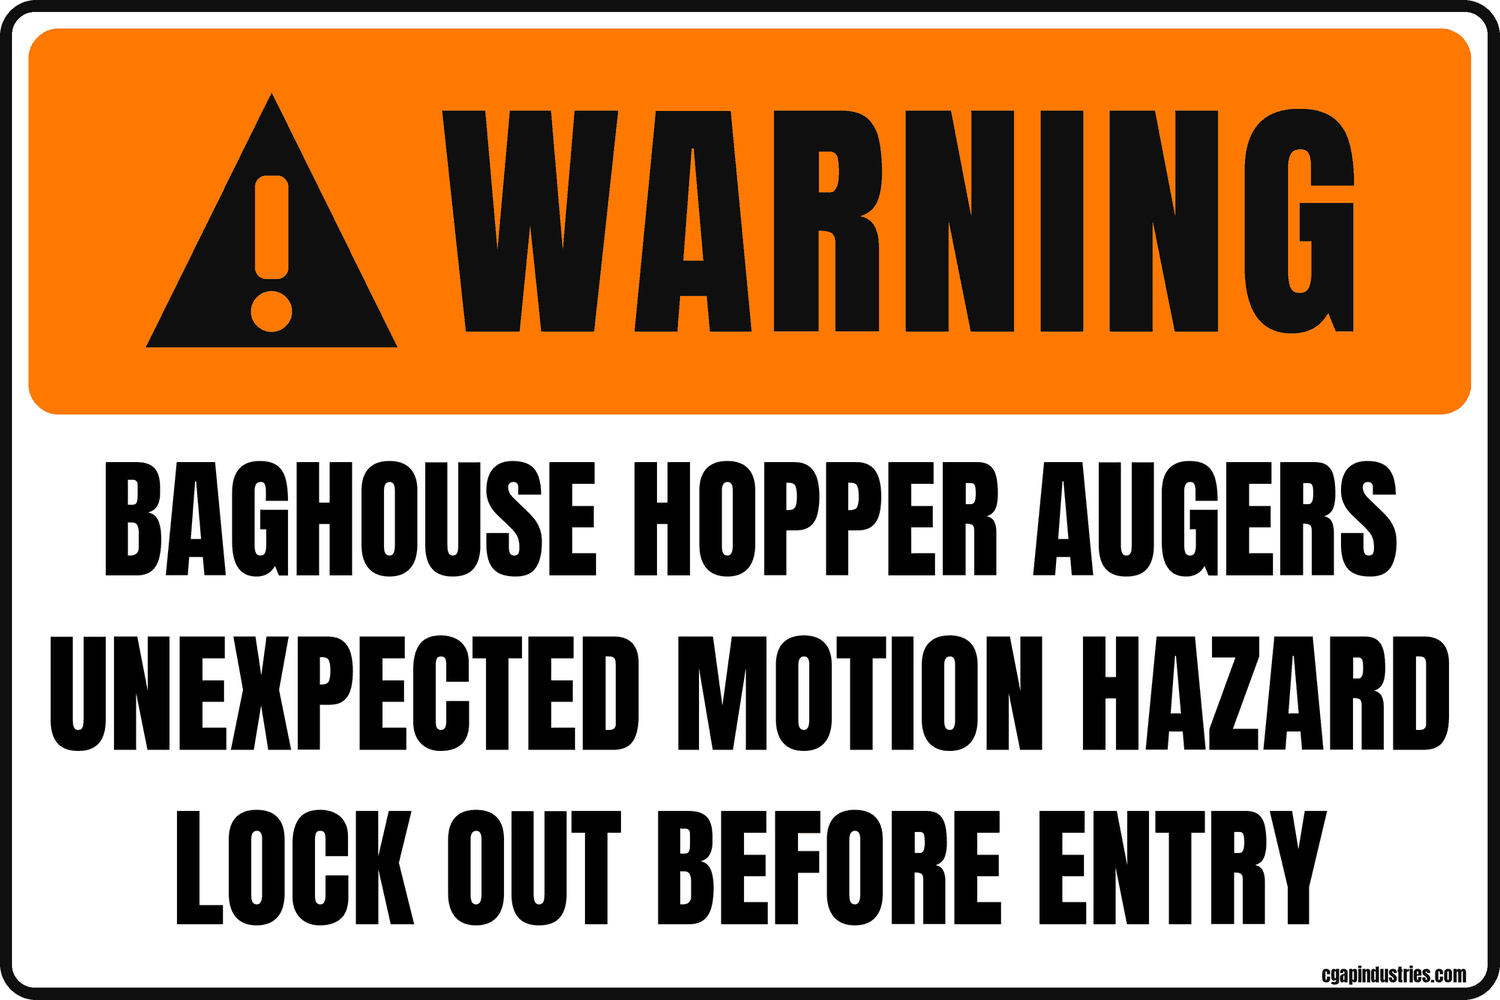 WARNING
BAGHOUSE HOPPER AUGERS
UNEXPECTED MOTION HAZARD
LOCK OUT BEFORE ENTRY
cgapindustries.com